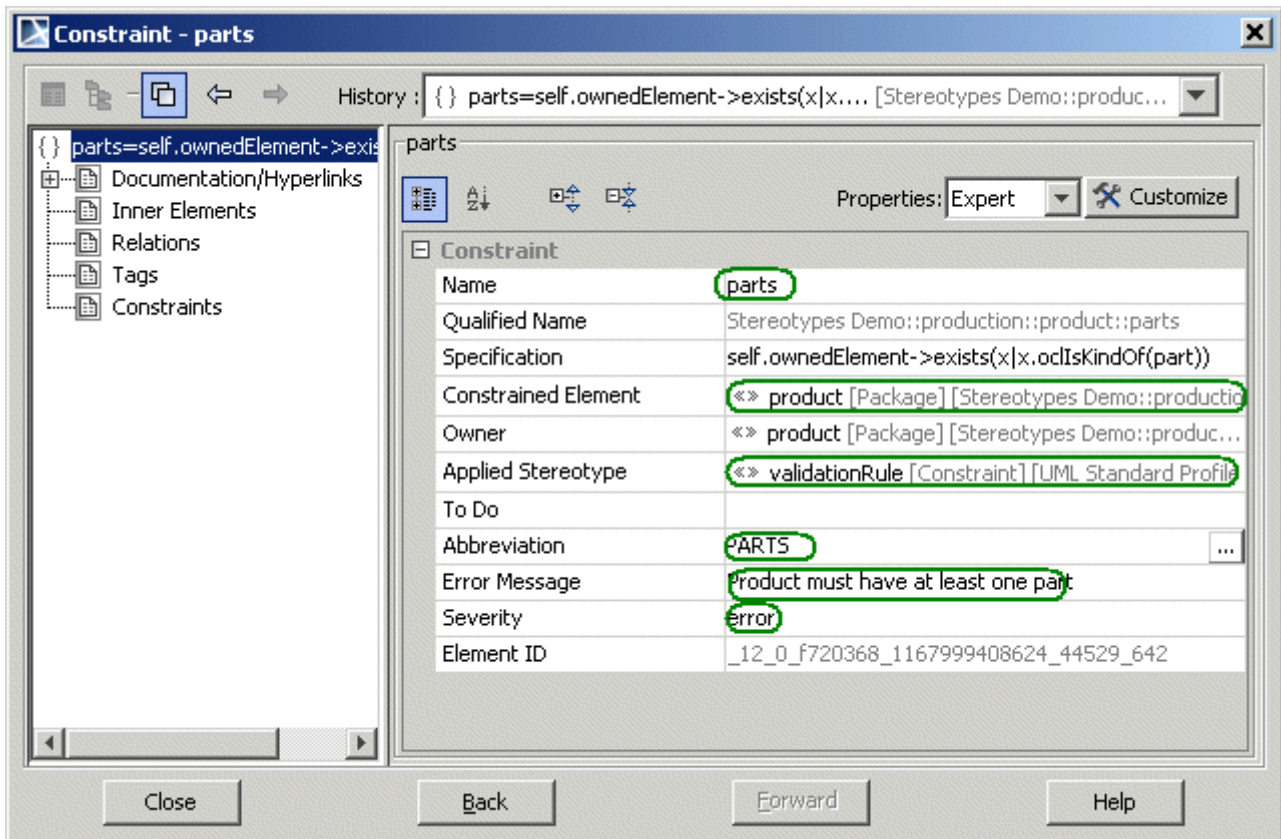 Constraint - parts
History : { } parts=self.ownedElement->exists(x|x.... [Stereotypes Demo::produc...
{ } parts=self.ownedElement->exis
Documentation/Hyperlinks
Inner Elements
Relations
Tags
Constraints
parts
Properties: Expert Customize
Constraint
Name parts
Qualified Name Stereotypes Demo::production::product::parts
Specification self.ownedElement->exists(x|x.oclIsKindOf(part))
Constrained Element «» product [Package] [Stereotypes Demo::productio
Owner «» product [Package] [Stereotypes Demo::produc...
Applied Stereotype «» validationRule [Constraint] [UML Standard Profile
To Do
Abbreviation PARTS ...
Error Message Product must have at least one part
Severity error
Element ID _12_0_f720368_1167999408624_44529_642
Close Back Forward Help